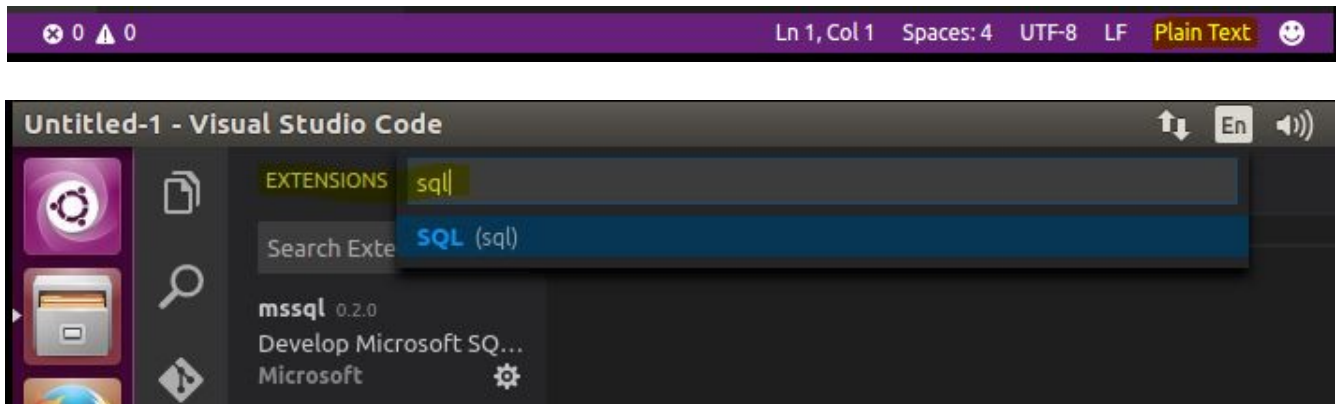 0 0 Ln 1, Col 1 Spaces: 4 UTF-8 LF Plain Text
Untitled-1 - Visual Studio Code En
EXTENSIONS sql
Search Exte
SQL (sql)
mssql 0.2.0
Develop Microsoft SQ...
Microsoft